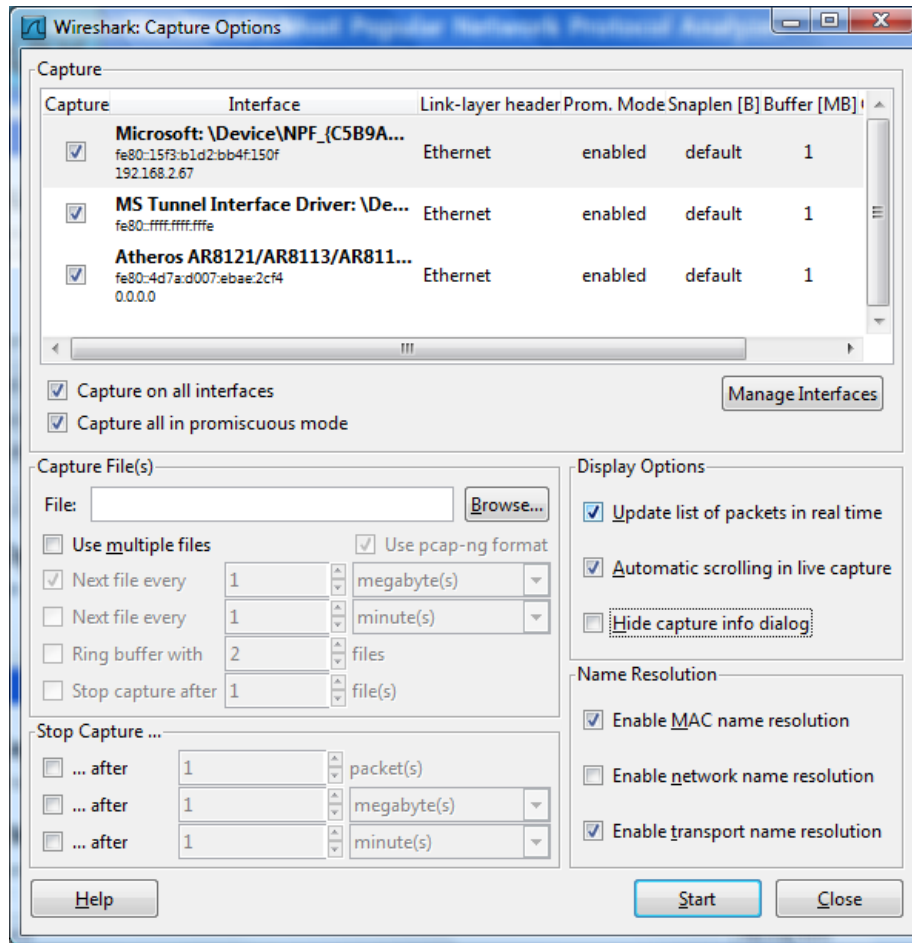 Wireshark: Capture Options
Capture
Capture Interface Link-layer header Prom. Mode Snaplen [B] Buffer [MB]
Microsoft: \Device\NPF_{C5B9A...
fe80::15f3:b1d2:bb4f:150f
192.168.2.67
Ethernet enabled default 1
MS Tunnel Interface Driver: \De...
fe80::ffff:ffff:fffe
Ethernet enabled default 1
Atheros AR8121/AR8113/AR811...
fe80::4d7a:d007:ebae:2cf4
0.0.0.0
Ethernet enabled default 1
Capture on all interfaces
Manage Interfaces
Capture all in promiscuous mode
Capture File(s)
File:
Browse...
Use multiple files
Use pcap-ng format
Next file every 1 megabyte(s)
Next file every 1 minute(s)
Ring buffer with 2 files
Stop capture after 1 file(s)
Stop Capture ...
... after 1 packet(s)
... after 1 megabyte(s)
... after 1 minute(s)
Display Options
Update list of packets in real time
Automatic scrolling in live capture
Hide capture info dialog
Name Resolution
Enable MAC name resolution
Enable network name resolution
Enable transport name resolution
Help
Start
Close